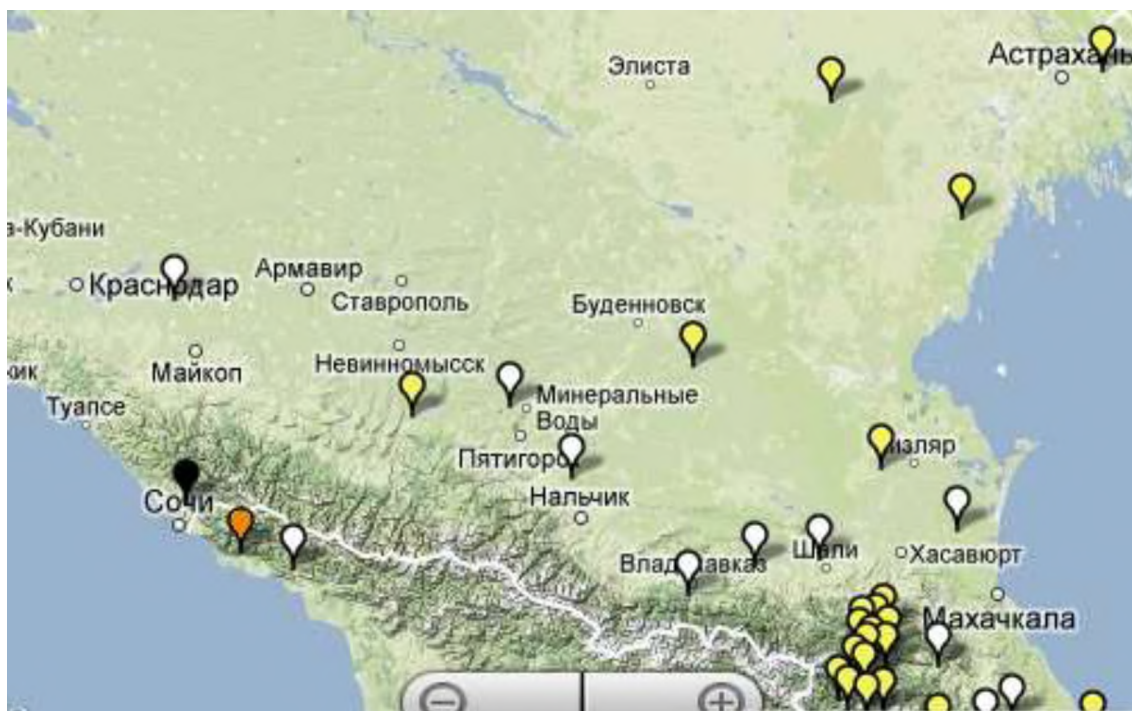 Элиста
Астрахань
а-Кубани
Краснодар
Армавир
Ставрополь
Буденновск
Невинномысск
Майкоп
Туапсе
Минеральные
Воды
Пятигор
Кизляр
Нальчик
Сочи
Владикавказ
Шали
Хасавюрт
Махачкала